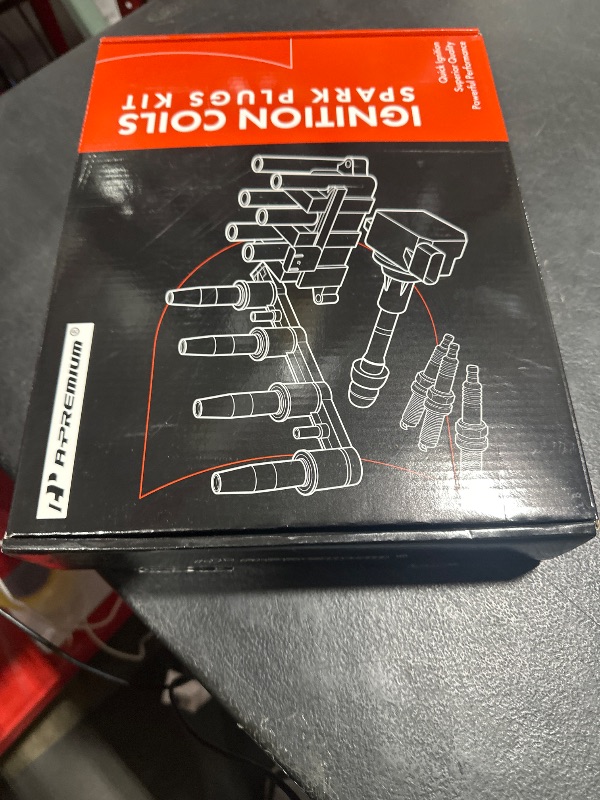 IGNITION COILS
SPARK PLUGS KIT
Quick Ignition
Superior Quality
Powerful Performance
A-PREMIUM®